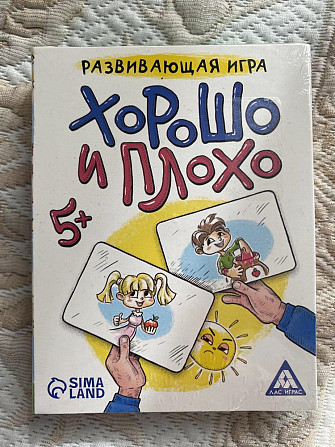 РАЗВИВАЮЩАЯ ИГРА
ХОРОШО
И ПЛОХО
5+
SIMA
LAND
ЛАС ИГРАС